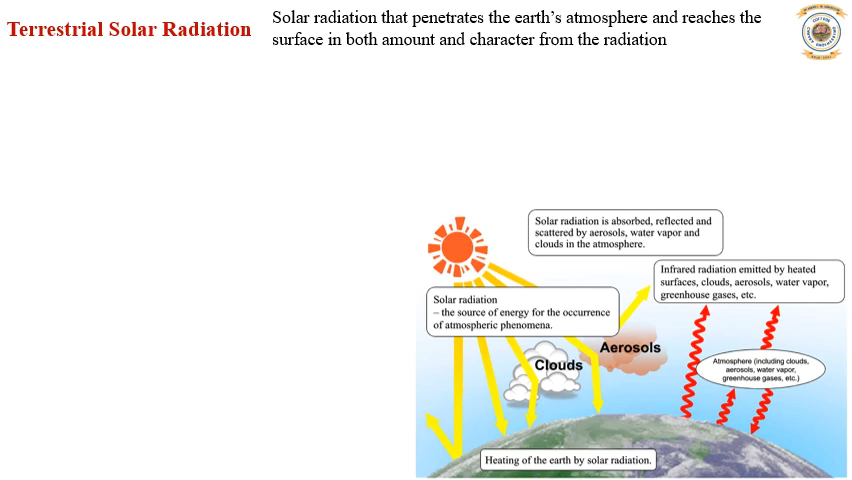 Terrestrial Solar Radiation
Solar radiation that penetrates the earth’s atmosphere and reaches the
surface in both amount and character from the radiation
Solar radiation is absorbed, reflected and
scattered by aerosols, water vapor and
clouds in the atmosphere.
Infrared radiation emitted by heated
surfaces, clouds, aerosols, water vapor,
greenhouse gases, etc.
Solar radiation
– the source of energy for the occurrence
of atmospheric phenomena.
Aerosols
Clouds
Atmosphere (including clouds,
aerosols, water vapor,
greenhouse gases, etc.)
Heating of the earth by solar radiation.